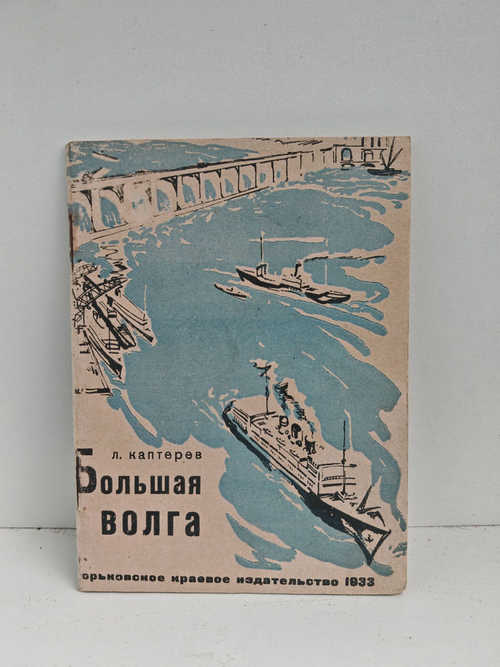 л. каптерев
Большая
волга
орьковское краевое издательство 1933